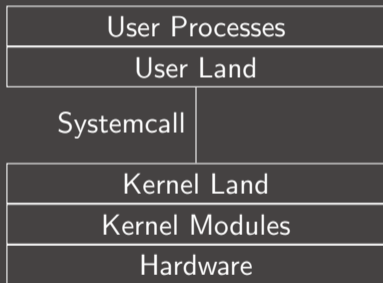 User Processes
User Land
Systemcall
Kernel Land
Kernel Modules
Hardware